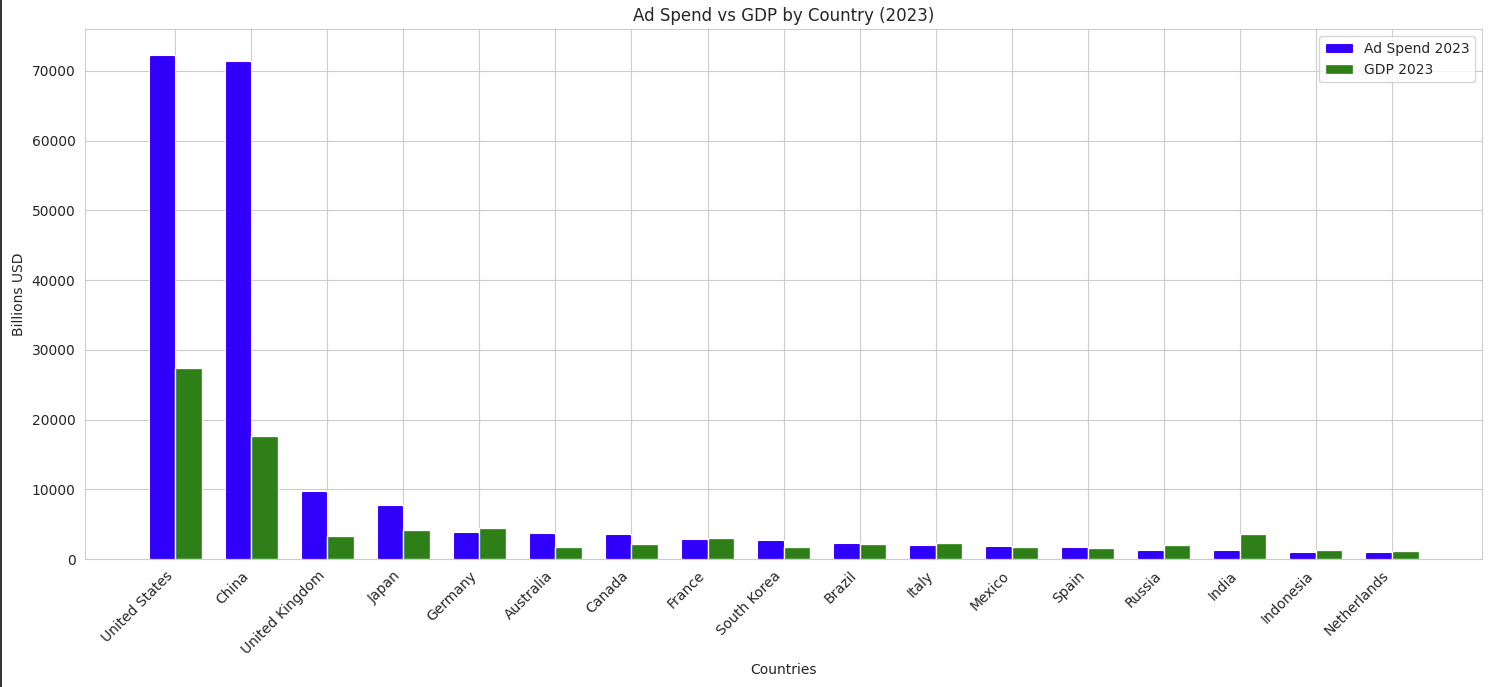 Ad Spend vs GDP by Country (2023)
Ad Spend 2023
GDP 2023
Billions USD
70000
60000
50000
40000
30000
20000
10000
0
United States
China
United Kingdom
Japan
Germany
Australia
Canada
France
South Korea
Brazil
Italy
Mexico
Spain
Russia
India
Indonesia
Netherlands
Countries